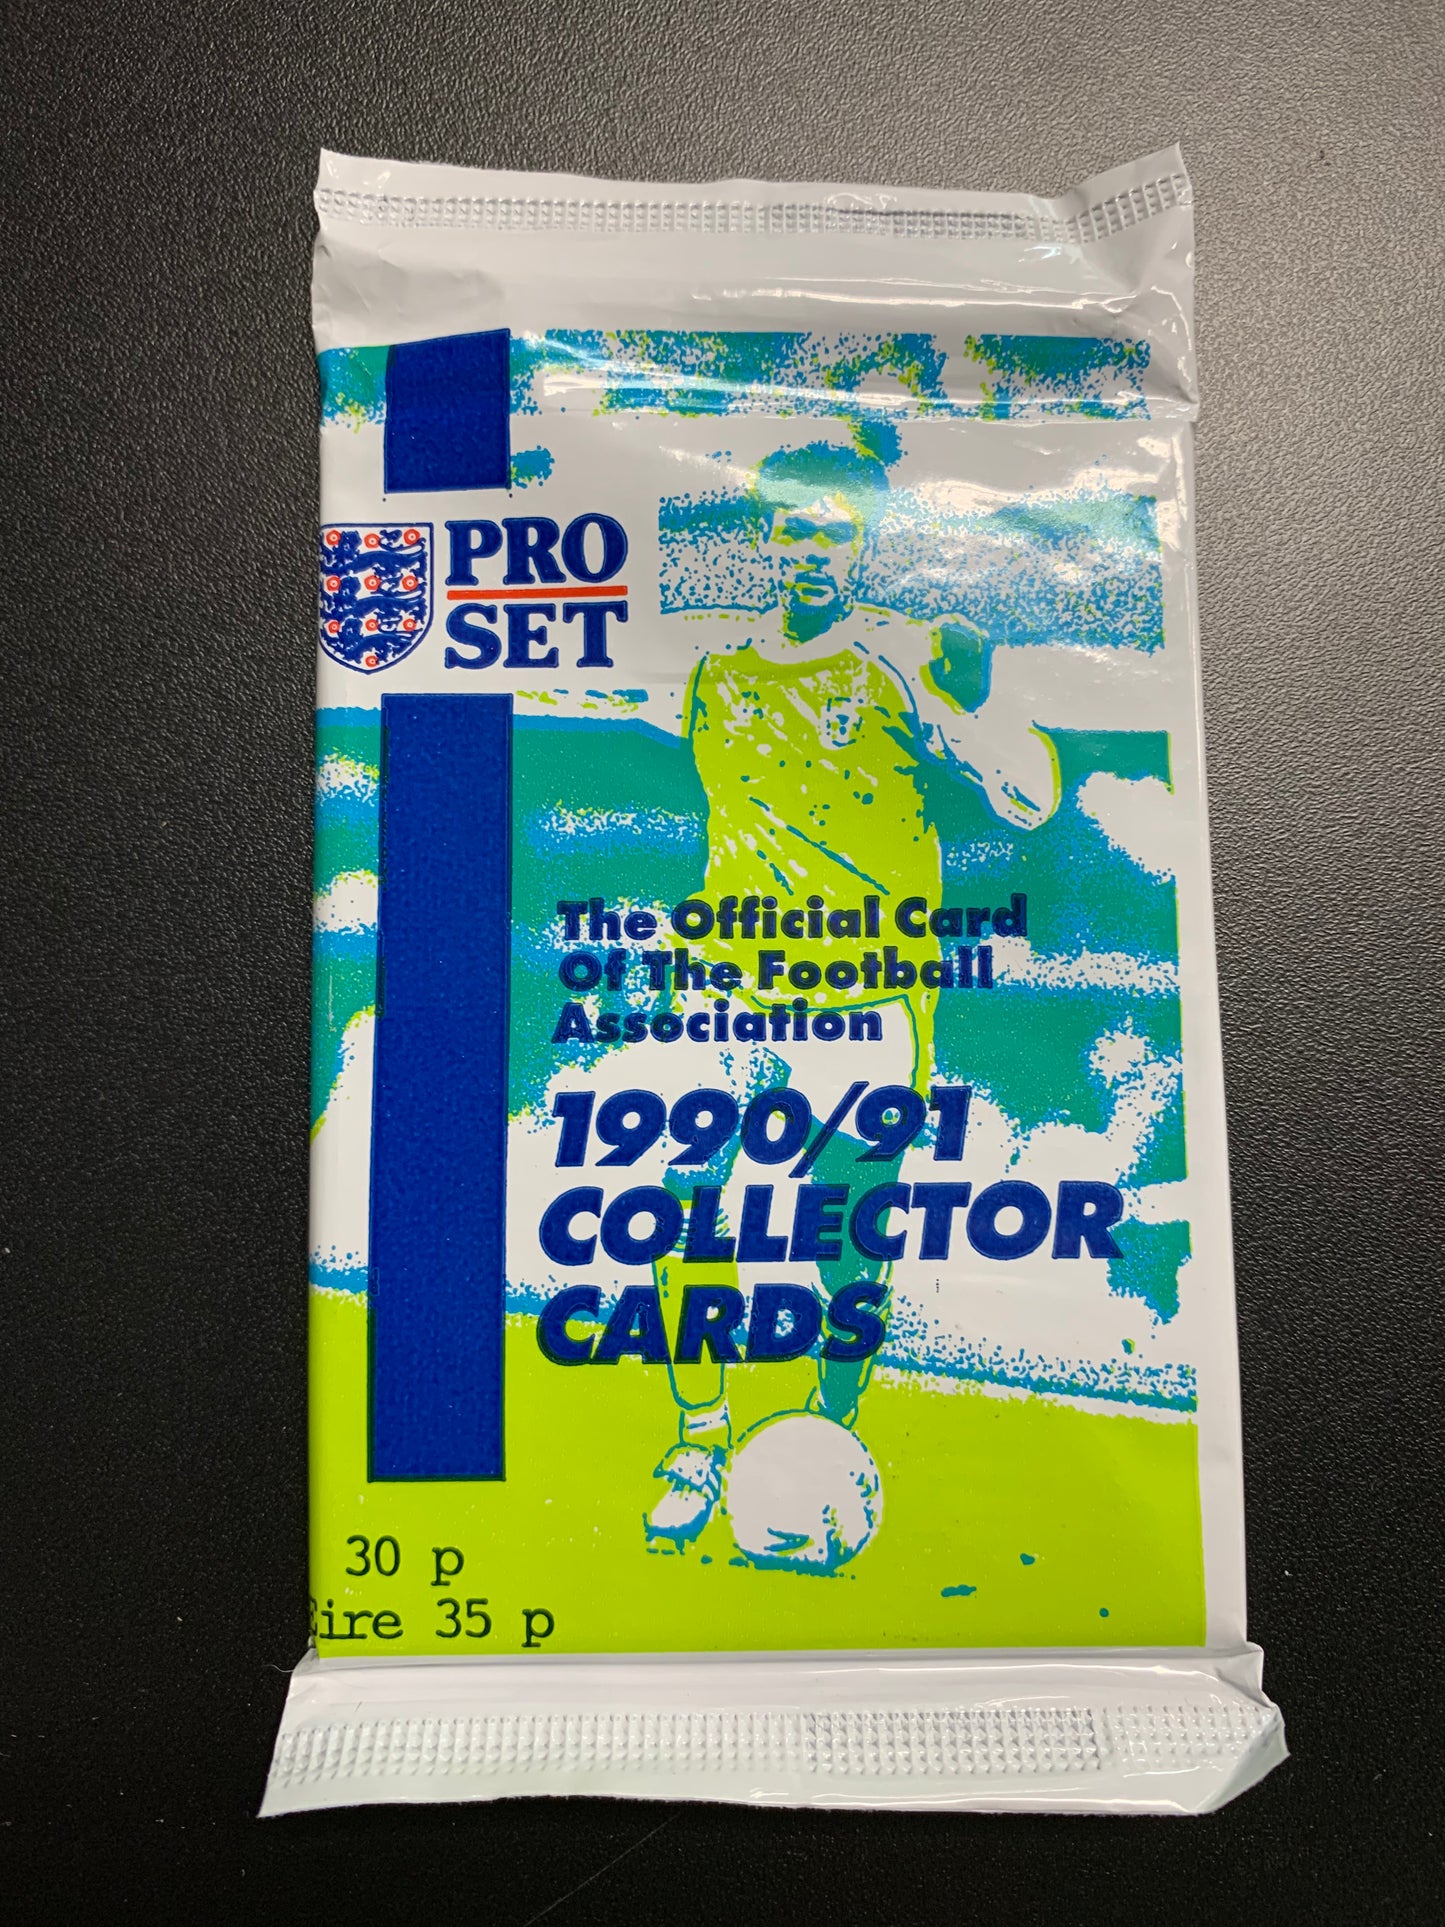 PRO
SET
The Official Card
Of The Football
Association
1990/91
COLLECTOR
CARDS
30 p
Eire 35 p